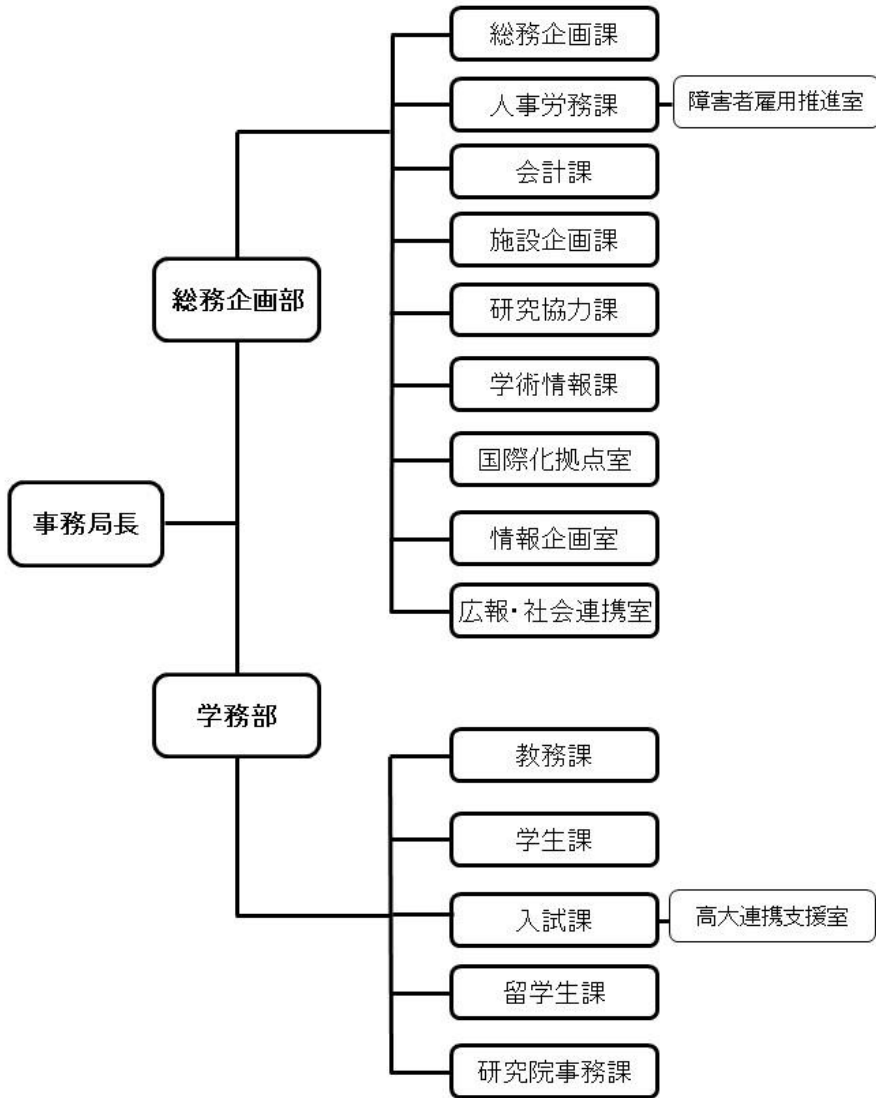 総務企画課
人事労務課
障害者雇用推進室
会計課
施設企画課
総務企画部
研究協力課
学術情報課
国際化拠点室
事務局長
情報企画室
広報・社会連携室
学務部
教務課
学生課
入試課
高大連携支援室
留学生課
研究院事務課